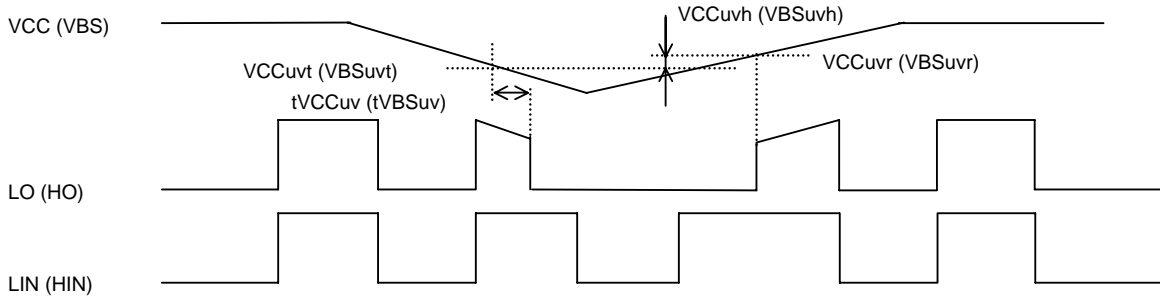 VCCuvh (VBSuvh)
VCC (VBS)
VCCuvr (VBSuvr)
VCCuvt (VBSuvt)
tVCCuv (tVBSuv)
LO (HO)
LIN (HIN)